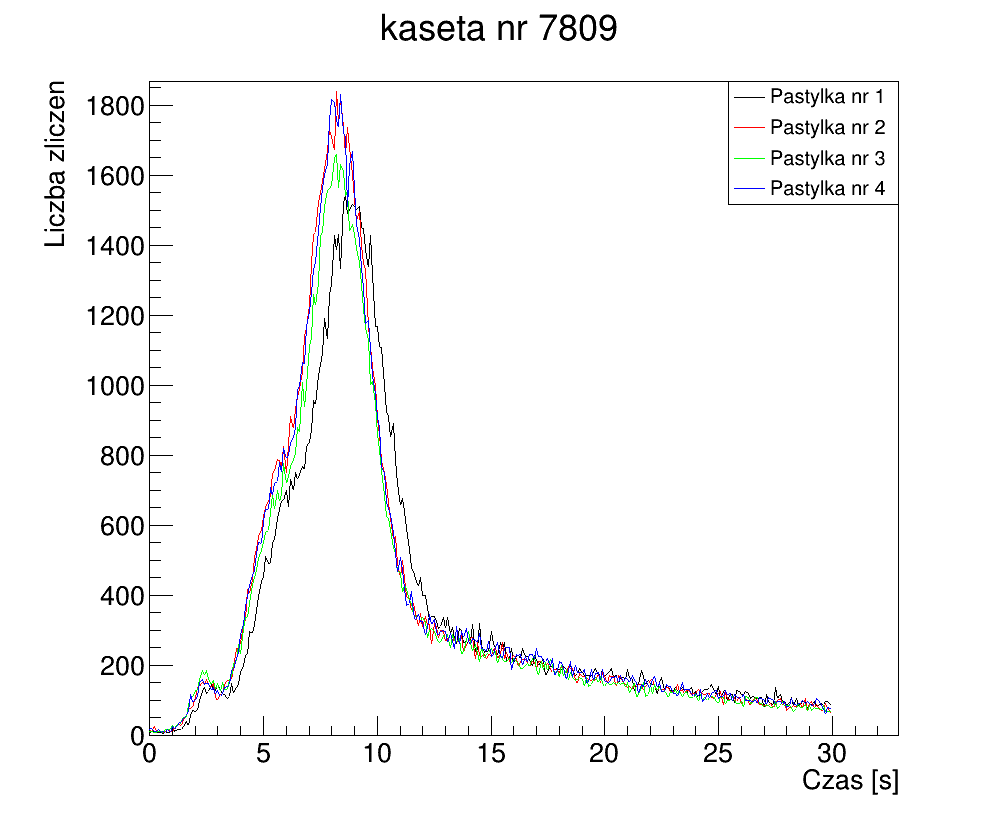 kaseta nr 7809
Liczba zliczen
1800
1600
1400
1200
1000
800
600
400
200
0
Pastylka nr 1
Pastylka nr 2
Pastylka nr 3
Pastylka nr 4
0 5 10 15 20 25 30
Czas [s]